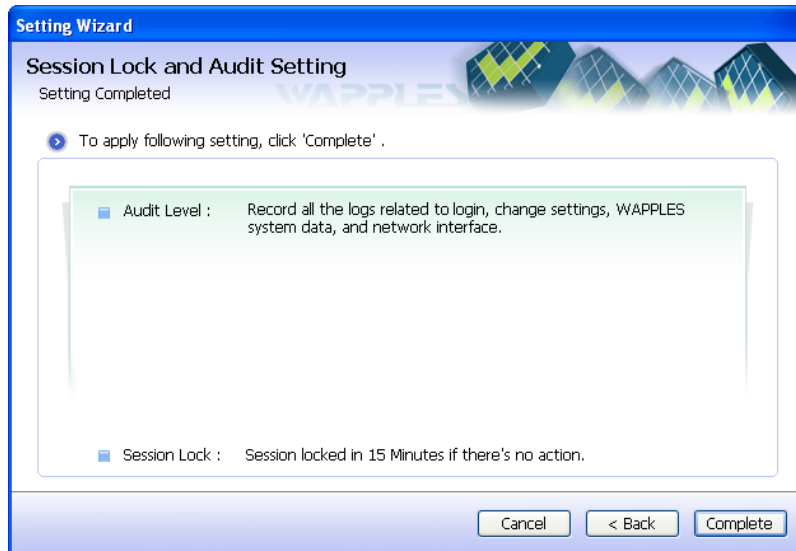 Setting Wizard
Session Lock and Audit Setting
Setting Completed
WAPPLES
To apply following setting, click 'Complete' .
Audit Level : Record all the logs related to login, change settings, WAPPLES
system data, and network interface.
Session Lock : Session locked in 15 Minutes if there's no action.
Cancel < Back Complete